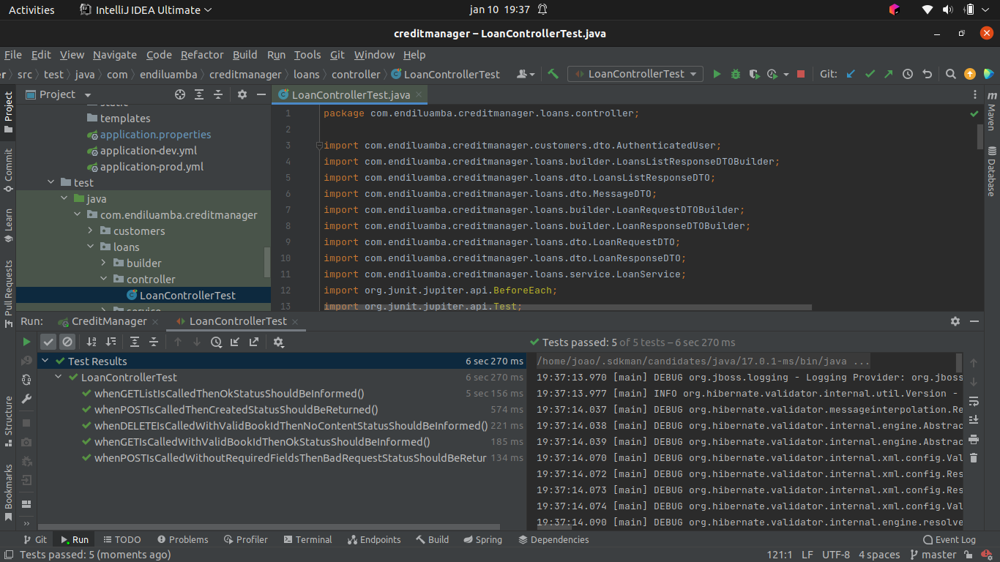 Activities IntelliJ IDEA Ultimate jan 10 19:37
creditmanager – LoanControllerTest.java
File Edit View Navigate Code Refactor Build Run Tools Git Window Help
er src test java com endiluamba creditmanager loans controller LoanControllerTest LoanControllerTest Git:
Project
LoanControllerTest.java
static
templates
application.properties
application-dev.yml
application-prod.yml
test
java
com.endiluamba.creditmanager
customers
loans
builder
controller
LoanControllerTest
service
1 package com.endiluamba.creditmanager.loans.controller;
2
3 import com.endiluamba.creditmanager.customers.dto.AuthenticatedUser;
4 import com.endiluamba.creditmanager.loans.builder.LoansListResponseDTOBuilder;
5 import com.endiluamba.creditmanager.loans.dto.LoansListResponseDTO;
6 import com.endiluamba.creditmanager.loans.dto.MessageDTO;
7 import com.endiluamba.creditmanager.loans.builder.LoanRequestDTOBuilder;
8 import com.endiluamba.creditmanager.loans.builder.LoanResponseDTOBuilder;
9 import com.endiluamba.creditmanager.loans.dto.LoanRequestDTO;
10 import com.endiluamba.creditmanager.loans.dto.LoanResponseDTO;
11 import com.endiluamba.creditmanager.loans.service.LoanService;
12 import org.junit.jupiter.api.BeforeEach;
13 import org.junit.jupiter.api.Test;
Project
Commit
Learn
Pull Requests
Structure
Bookmarks
m
Maven
Database
Run: CreditManager LoanControllerTest
Tests passed: 5 of 5 tests – 6 sec 270 ms
Test Results 6 sec 270 ms
LoanControllerTest 6 sec 270 ms
whenGETListIsCalledThenOkStatusShouldBeInformed() 5 sec 156 ms
whenPOSTIsCalledThenCreatedStatusShouldBeReturned() 574 ms
whenDELETEIsCalledWithValidBookIdThenNoContentStatusShouldBeInformed() 221 ms
whenGETIsCalledWithValidBookIdThenOkStatusShouldBeInformed() 185 ms
whenPOSTIsCalledWithoutRequiredFieldsThenBadRequestStatusShouldBeRetur 134 ms
/home/joao/.sdkman/candidates/java/17.0.1-ms/bin/java ...
19:37:13.970 [main] DEBUG org.jboss.logging - Logging Provider: org.jboss
19:37:13.977 [main] INFO org.hibernate.validator.internal.util.Version -
19:37:14.037 [main] DEBUG org.hibernate.validator.messageinterpolation.Re
19:37:14.038 [main] DEBUG org.hibernate.validator.internal.engine.Abstrac
19:37:14.039 [main] DEBUG org.hibernate.validator.internal.engine.Abstrac
19:37:14.070 [main] DEBUG org.hibernate.validator.internal.xml.config.Val
19:37:14.072 [main] DEBUG org.hibernate.validator.internal.xml.config.Res
19:37:14.073 [main] DEBUG org.hibernate.validator.internal.xml.config.Res
19:37:14.074 [main] DEBUG org.hibernate.validator.internal.xml.config.Val
19:37:14.090 [main] DEBUG org.hibernate.validator.internal.engine.resolve
Git Run TODO Problems Profiler Terminal Endpoints Build Spring Dependencies Event Log
Tests passed: 5 (moments ago) 121:1 LF UTF-8 4 spaces master